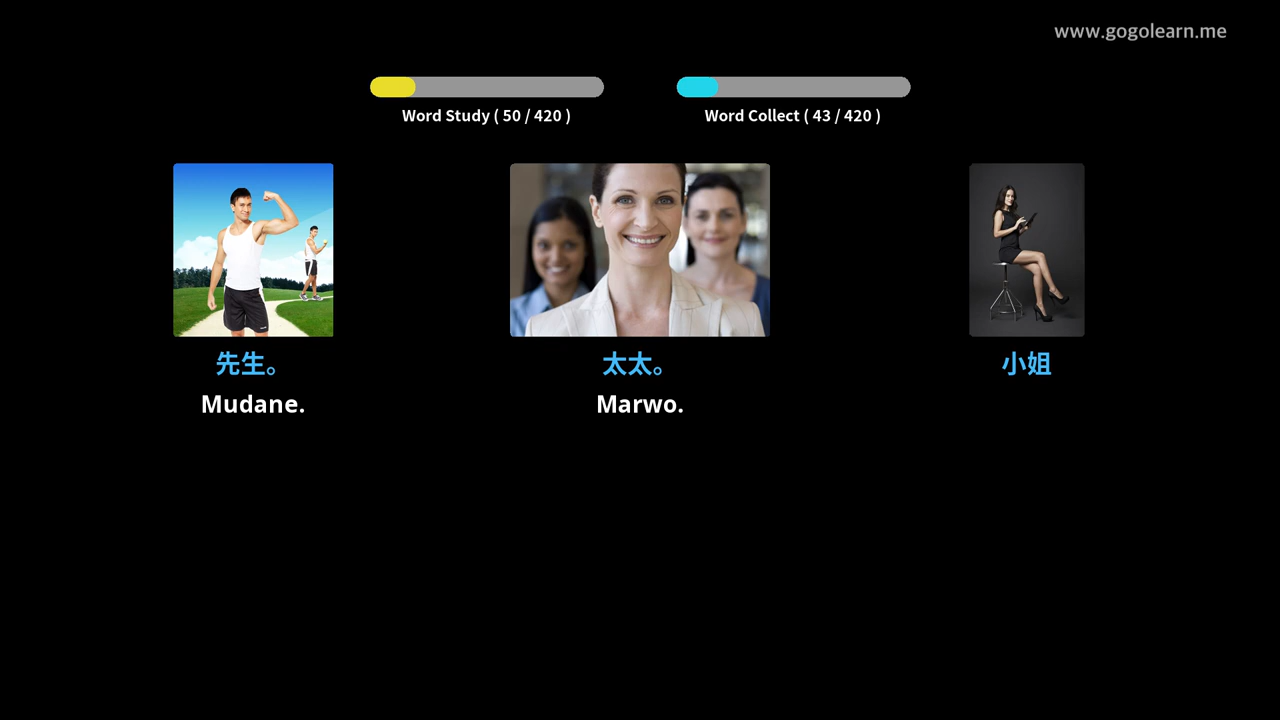 www.gogolearn.me
Word Study ( 50 / 420 )
Word Collect ( 43 / 420 )
先生。
太太。
小姐
Mudane.
Marwo.